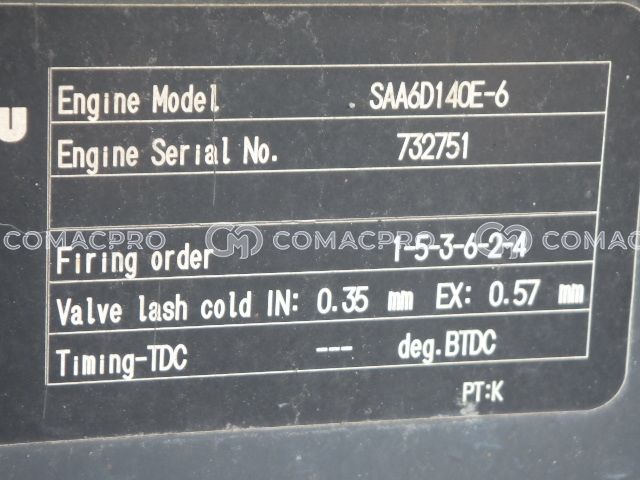 U
Engine Model SAA6D140E-6
Engine Serial No. 732751
COMACPRO COMACPRO COMACPRO
Firing order 1-5-3-6-2-4
Valve lash cold IN: 0.35 mm EX: 0.57 mm
Timing-TDC --- deg.BTDC
PT:K